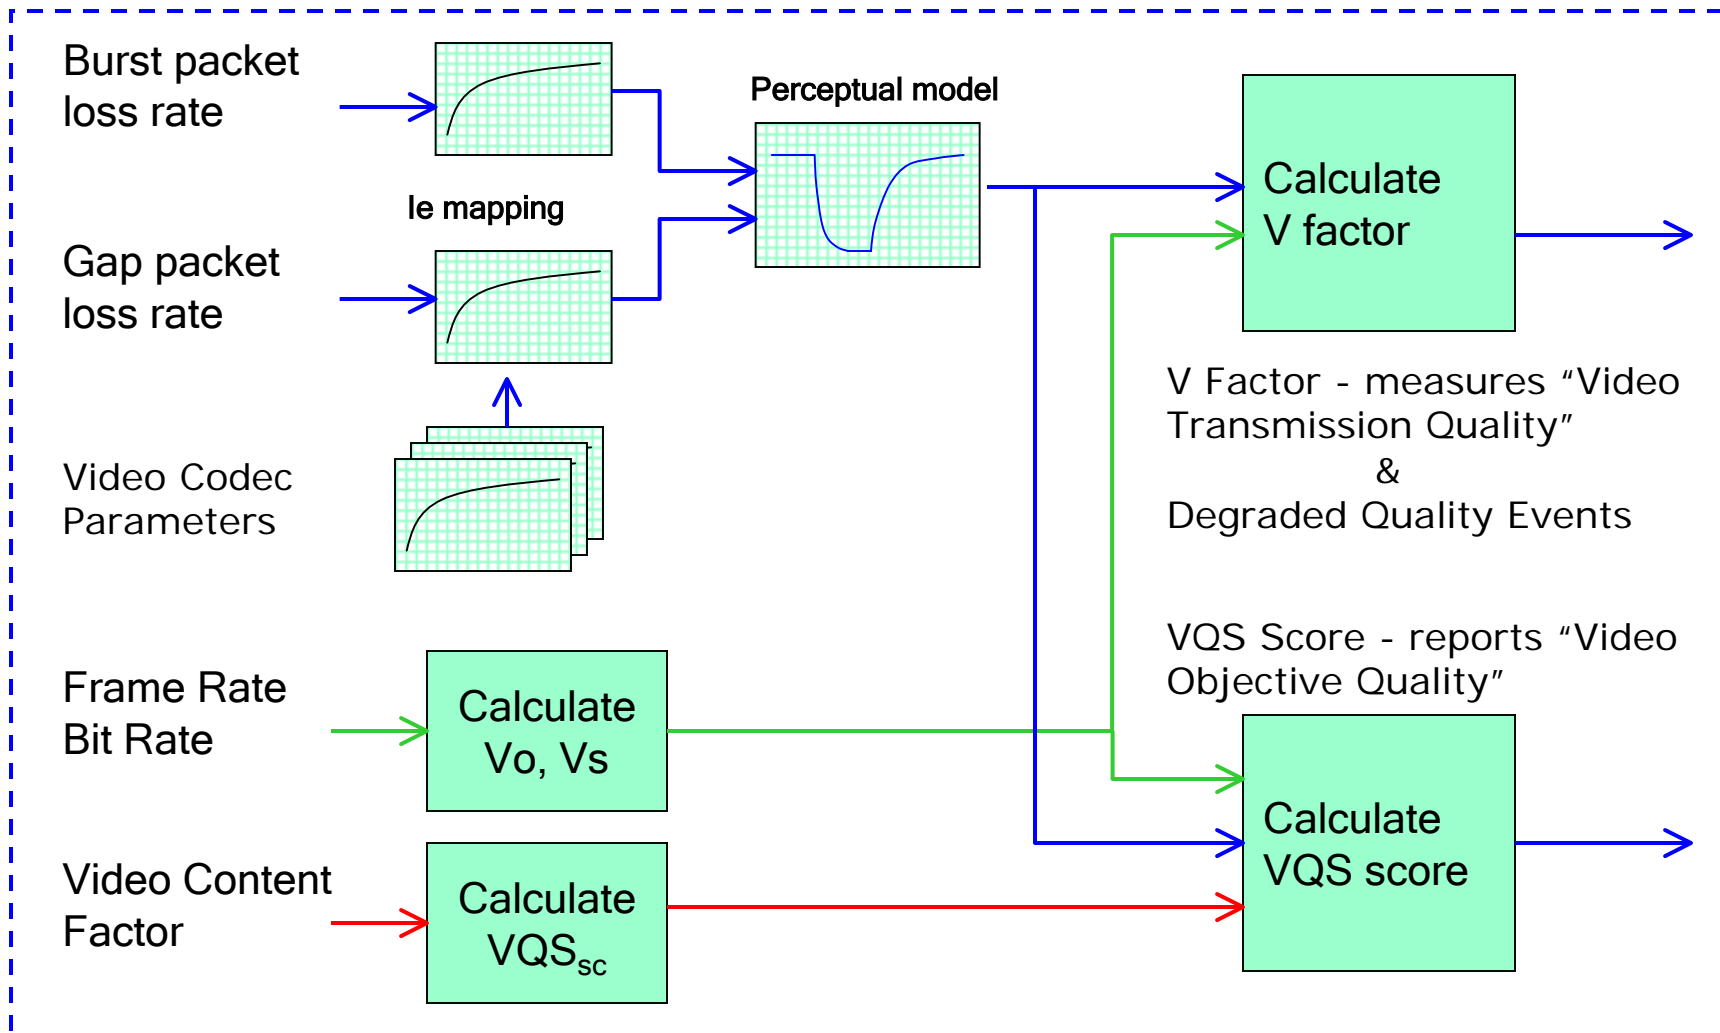 Burst packet
loss rate
Perceptual model
Calculate
V factor
Ie mapping
Gap packet
loss rate
V Factor - measures “Video
Transmission Quality”
&
Degraded Quality Events
Video Codec
Parameters
VQS Score - reports “Video
Objective Quality”
Frame Rate
Bit Rate
Calculate
Vo, Vs
Calculate
VQS score
Video Content
Factor
Calculate
VQSsc